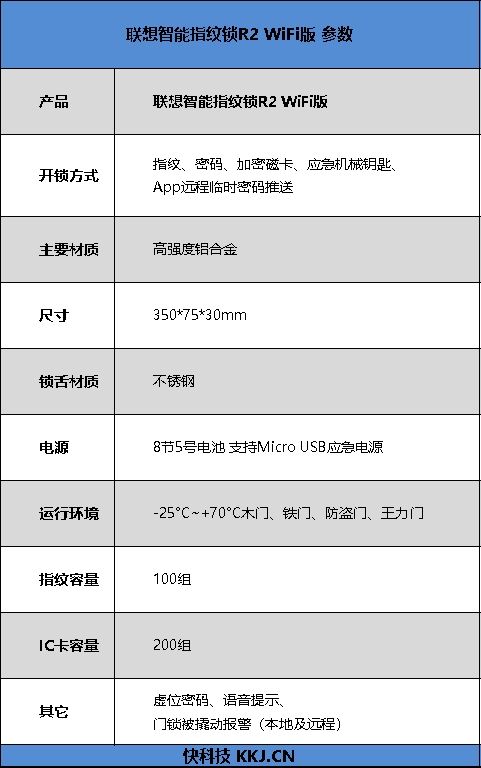 联想智能指纹锁R2 WiFi版 参数
产品
联想智能指纹锁R2 WiFi版
开锁方式
指纹、密码、加密磁卡、应急机械钥匙、
App远程临时密码推送
主要材质
高强度铝合金
尺寸
350*75*30mm
锁舌材质
不锈钢
电源
8节5号电池 支持Micro USB应急电源
运行环境
-25°C~+70°C木门、铁门、防盗门、王力门
指纹容量
100组
IC卡容量
200组
其它
虚位密码、语音提示、
门锁被撬动报警（本地及远程）
快科技 KKJ.CN